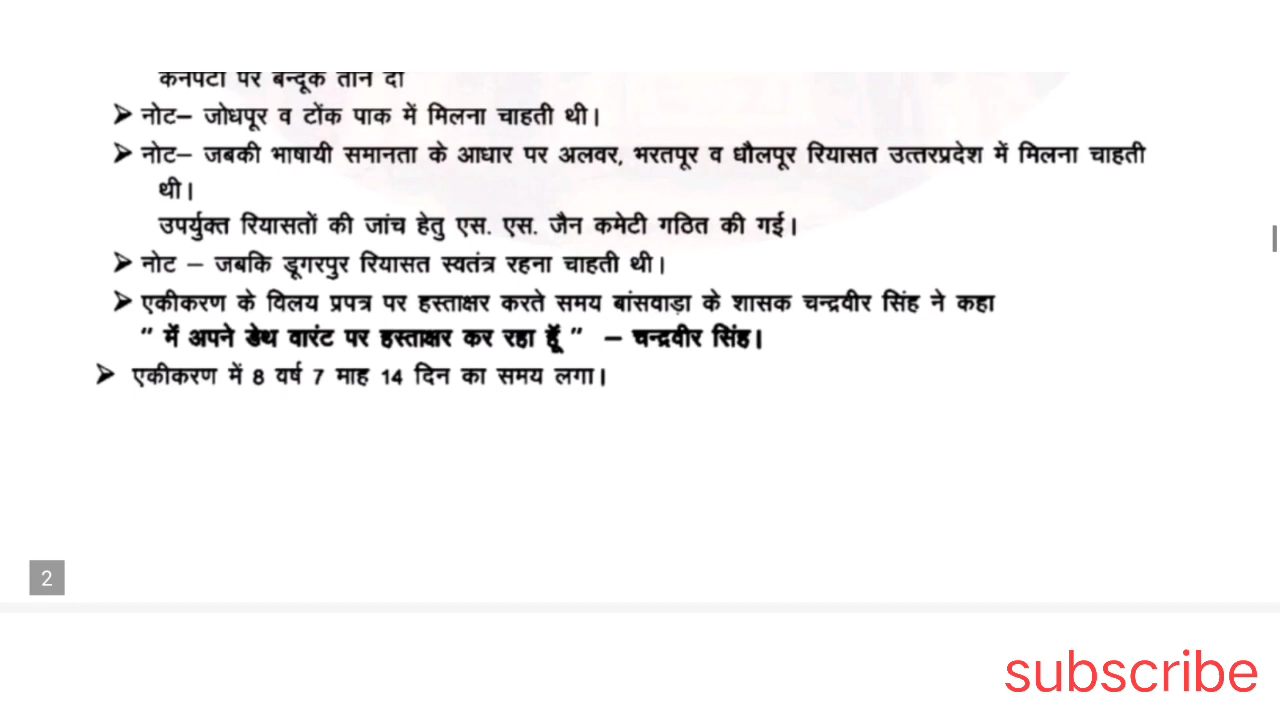 कनपटी पर बन्दूक तान दी
➢ नोट– जोधपूर व टोंक पाक में मिलना चाहती थी।
➢ नोट– जबकी भाषायी समानता के आधार पर अलवर, भरतपूर व धौलपूर रियासत उत्तरप्रदेश में मिलना चाहती
थी।
उपर्युक्त रियासतों की जांच हेतु एस. एस. जैन कमेटी गठित की गई।
➢ नोट – जबकि डूगरपुर रियासत स्वतंत्र रहना चाहती थी।
➢ एकीकरण के विलय प्रपत्र पर हस्ताक्षर करते समय बांसवाड़ा के शासक चन्द्रवीर सिंह ने कहा
” में अपने डेथ वारंट पर हस्ताक्षर कर रहा हूॅं ” – चन्द्रवीर सिंह।
➢ एकीकरण में 8 वर्ष 7 माह 14 दिन का समय लगा।
2
subscribe